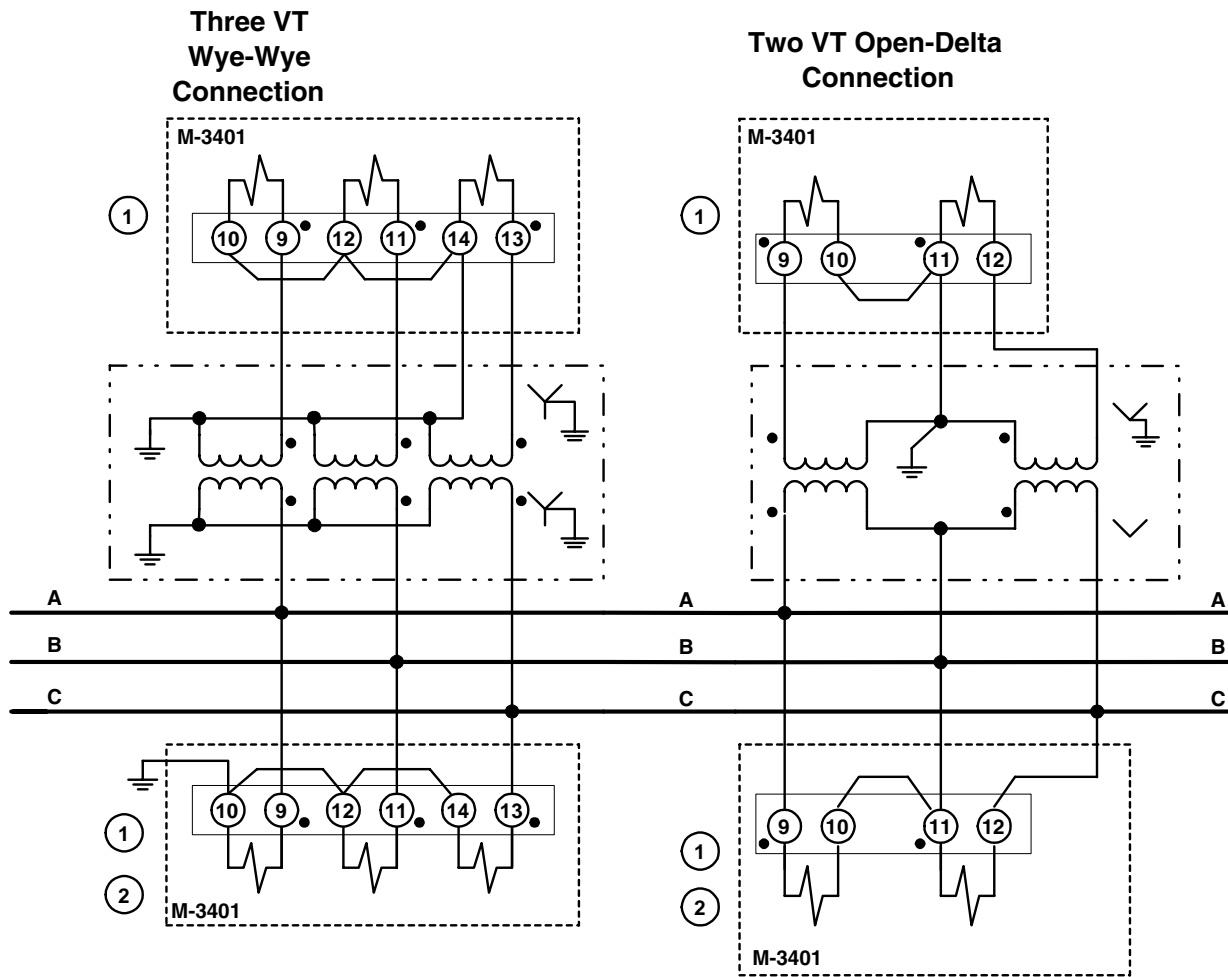 Three VT
Wye-Wye
Connection
Two VT Open-Delta
Connection
M-3401
1
10 9 12 11 14 13
M-3401
1
9 10 11 12
A A A
B B B
C C C
10 9 12 11 14 13
1
2
M-3401
9 10 11 12
1
2
M-3401